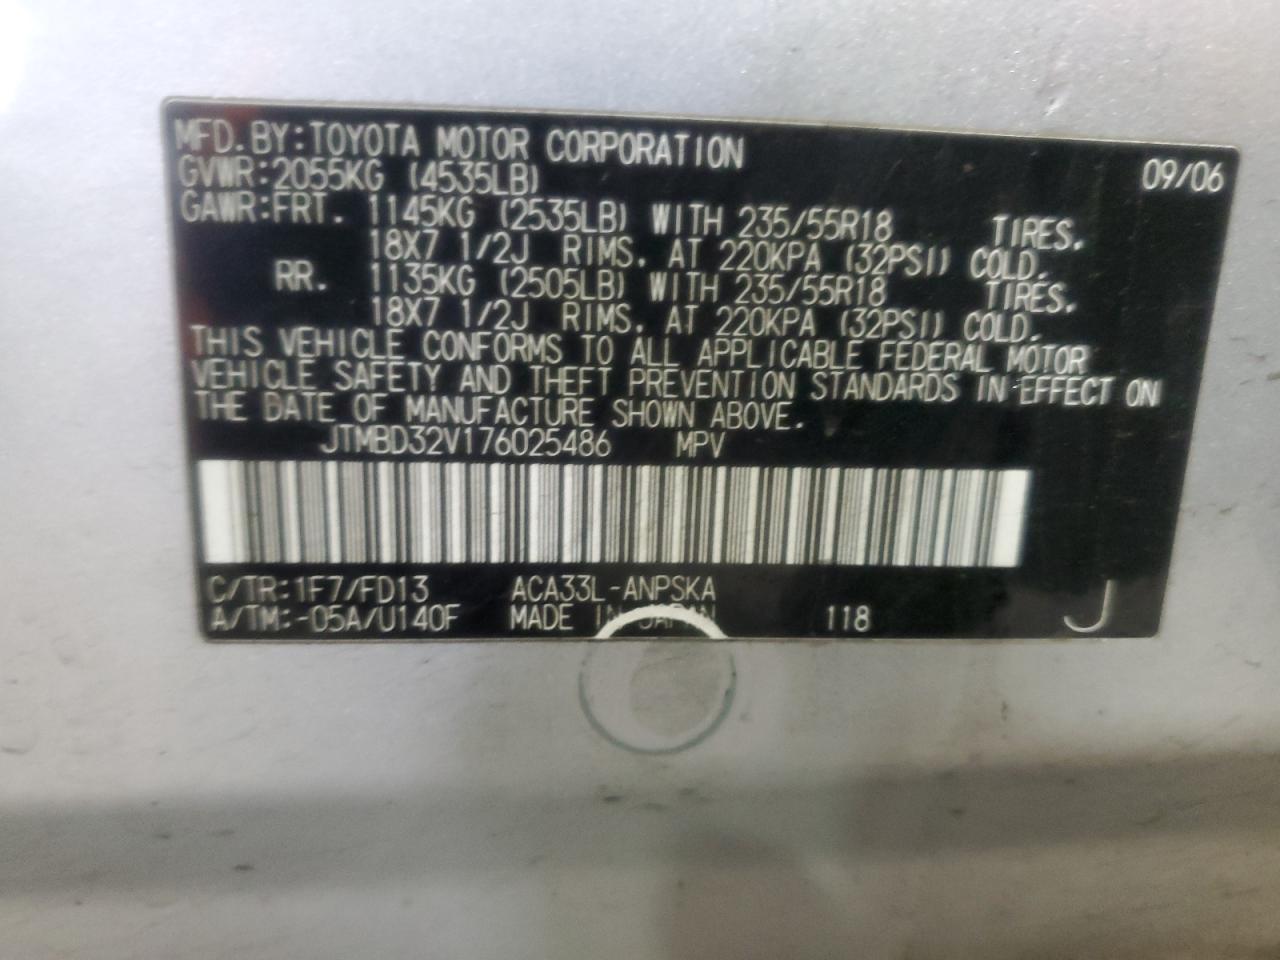 MFD. BY: TOYOTA MOTOR CORPORATION 09/06
GVWR: 2055KG (4535LB)
GAWR: FRT. 1145KG (2535LB) WITH 235/55R18 TIRES.
18X7 1/2J RIMS. AT 220KPA (32PSI) COLD.
RR. 1135KG (2505LB) WITH 235/55R18 TIRES.
18X7 1/2J RIMS. AT 220KPA (32PSI) COLD.
THIS VEHICLE CONFORMS TO ALL APPLICABLE FEDERAL MOTOR
VEHICLE SAFETY AND THEFT PREVENTION STANDARDS IN EFFECT ON
THE DATE OF MANUFACTURE SHOWN ABOVE.
JTMBD32V176025486 MPV
C/TR: 1F7/FD13 ACA33L-ANPSKA
A/TM: -05A/U140F MADE IN JAPAN 118 J